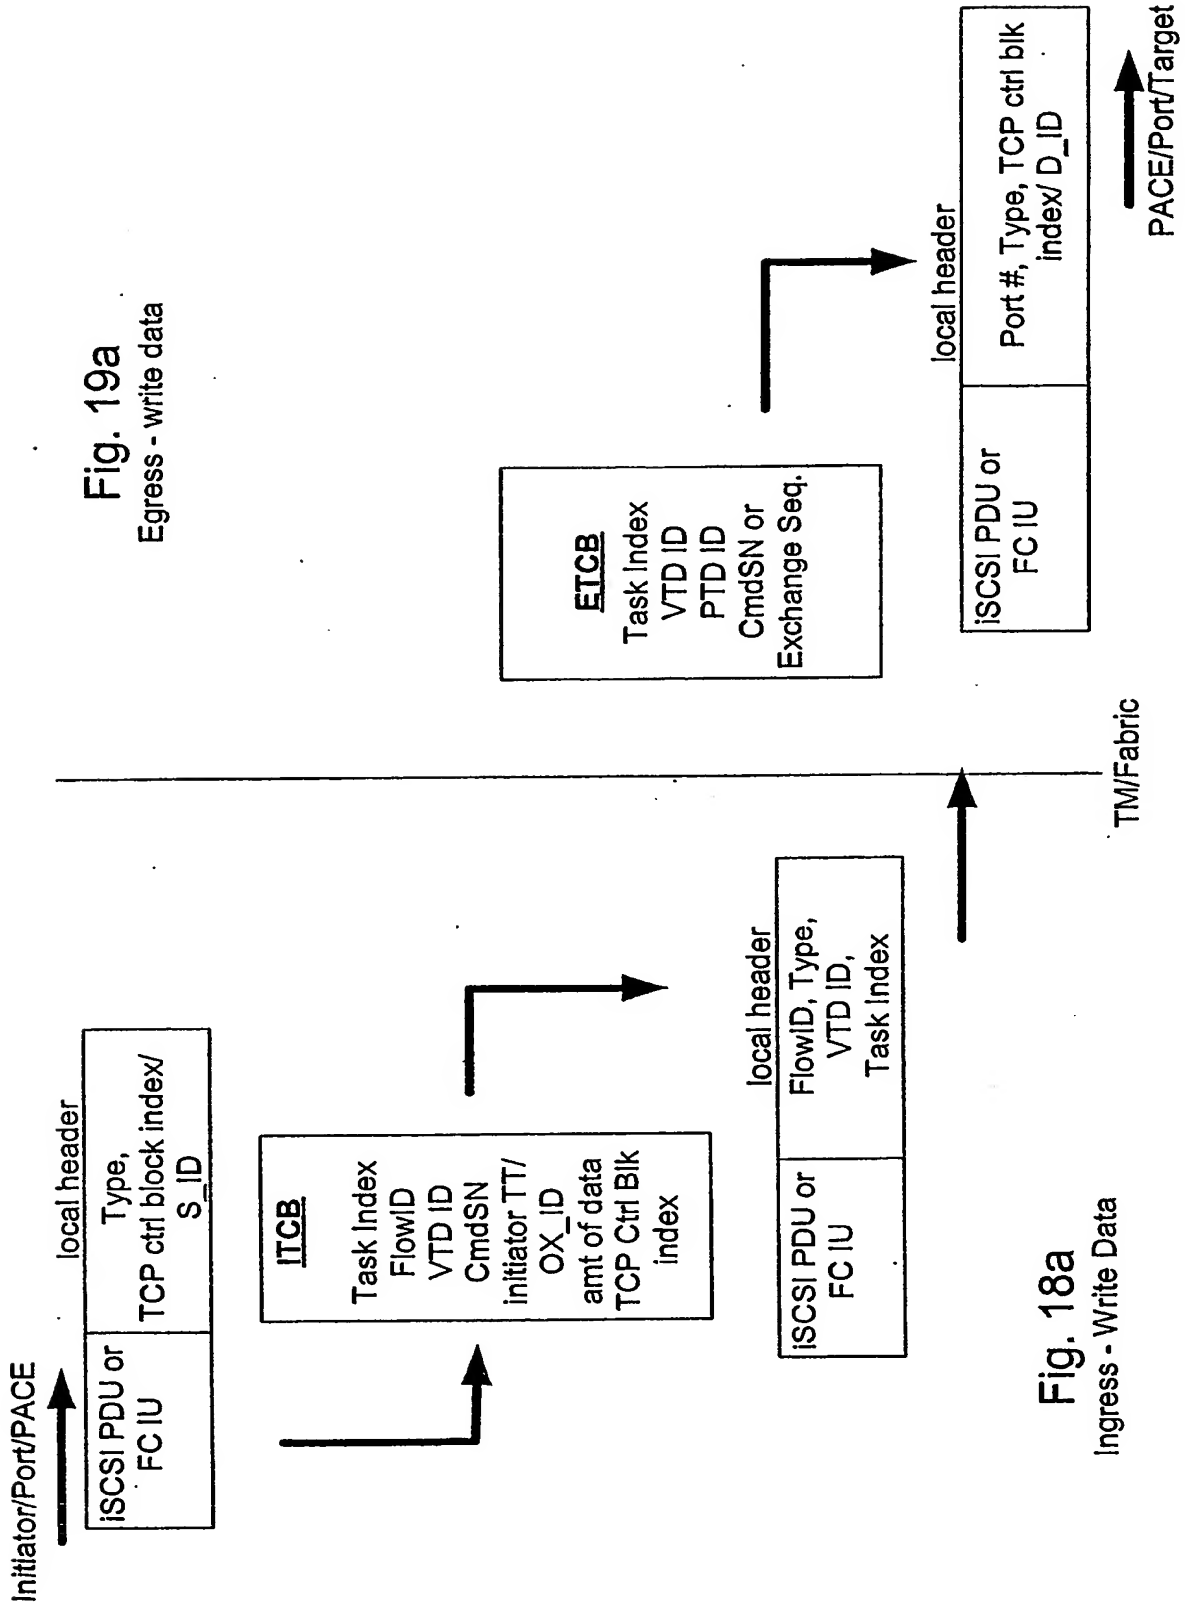 Initiator/Port/PACE
local header
iSCSI PDU or
FC IU
Type,
TCP ctrl block index/
S_ID
ITCB
Task Index
FlowID
VTD ID
CmdSN
initiator TT/
OX_ID
amt of data
TCP Ctrl Blk
index
local header
iSCSI PDU or
FC IU
FlowID, Type,
VTD ID,
Task Index
Fig. 18a
Ingress - Write Data
TM/Fabric
Fig. 19a
Egress - write data
ETCB
Task Index
VTD ID
PTD ID
CmdSN or
Exchange Seq.
local header
iSCSI PDU or
FC IU
Port #, Type, TCP ctrl blk
index/ D_ID
PACE/Port/Target